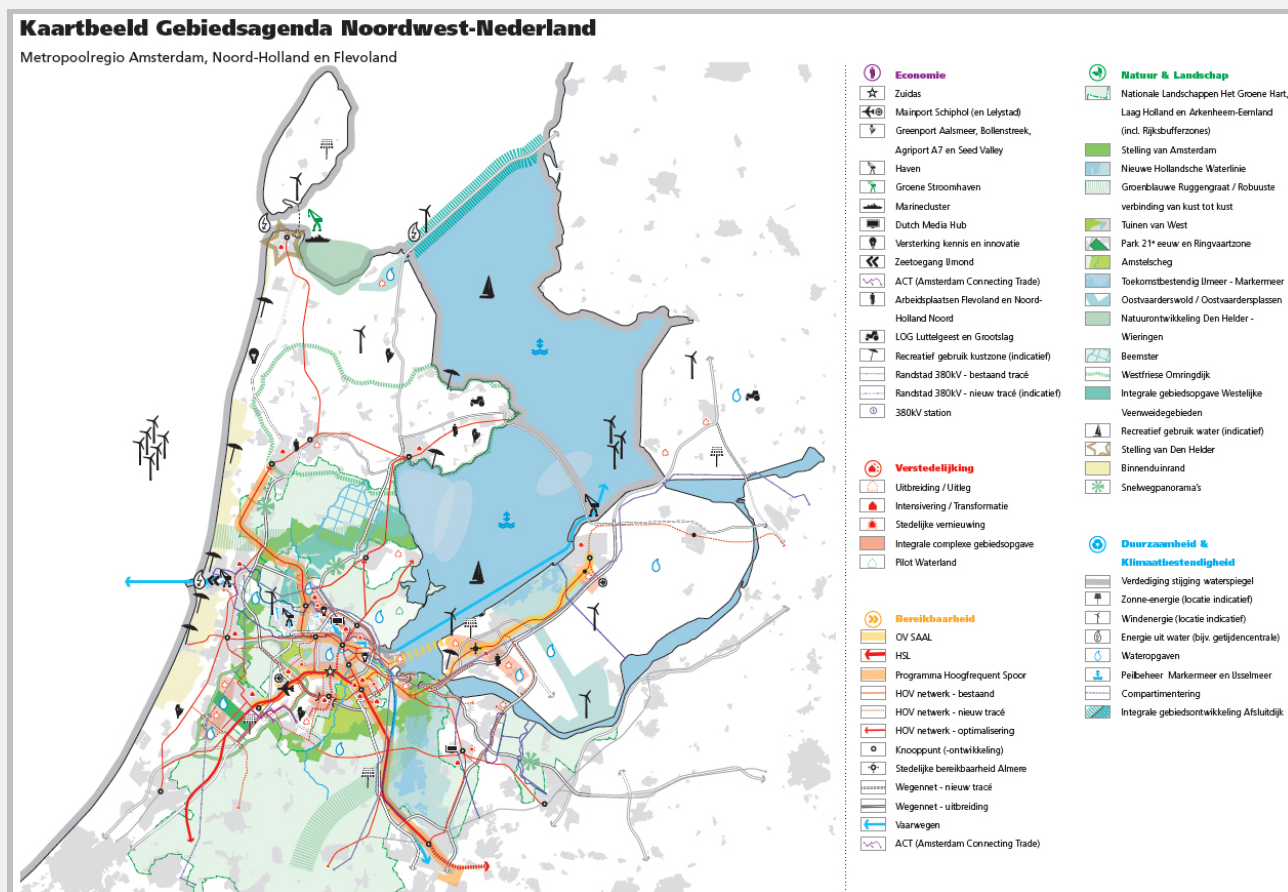 Kaartbeeld Gebiedsagenda Noordwest-Nederland
Metropoolregio Amsterdam, Noord-Holland en Flevoland
Economie
Zuidas
Mainport Schiphol (en Lelystad)
Greenport Aalsmeer, Bollenstreek,
Agriport A7 en Seed Valley
Haven
Groene Stroomhaven
Marinecluster
Dutch Media Hub
Versterking kennis en innovatie
Zeetoegang IJmond
ACT (Amsterdam Connecting Trade)
Arbeidsplaatsen Flevoland en Noord-
Holland Noord
LOG Luttelgeest en Grootslag
Recreatief gebruik kustzone (indicatief)
Randstad 380kV - bestaand tracé
Randstad 380kV - nieuw tracé (indicatief)
380kV station
Verstedelijking
Uitbreiding / Uitleg
Intensivering / Transformatie
Stedelijke vernieuwing
Integrale complexe gebiedsopgave
Pilot Waterland
Bereikbaarheid
OV SAAL
HSL
Programma Hoogfrequent Spoor
HOV netwerk - bestaand
HOV netwerk - nieuw tracé
HOV netwerk - optimalisering
Knooppunt (-ontwikkeling)
Stedelijke bereikbaarheid Almere
Wegennet - nieuw tracé
Wegennet - uitbreiding
Vaarwegen
ACT (Amsterdam Connecting Trade)
Natuur & Landschap
Nationale Landschappen Het Groene Hart,
Laag Holland en Arkenheem-Eemland
(incl. Rijksbufferzones)
Stelling van Amsterdam
Nieuwe Hollandsche Waterlinie
Groenblauwe Ruggengraat / Robuuste
verbinding van kust tot kust
Tuinen van West
Park 21e eeuw en Ringvaartzone
Amstelscheg
Toekomstbestendig IJmeer - Markermeer
Oostvaarderswold / Oostvaardersplassen
Natuurontwikkeling Den Helder -
Wieringen
Beemster
Westfriese Omringdijk
Integrale gebiedsopgave Westelijke
Veenweidegebieden
Recreatief gebruik water (indicatief)
Stelling van Den Helder
Binnenduinrand
Snelwegpanorama's
Duurzaamheid &
Klimaatbestendigheid
Verdediging stijging waterspiegel
Zonne-energie (locatie indicatief)
Windenergie (locatie indicatief)
Energie uit water (bijv. getijdencentrale)
Wateropgaven
Peilbeheer Markermeer en IJsselmeer
Compartimentering
Integrale gebiedsontwikkeling Afsluitdijk